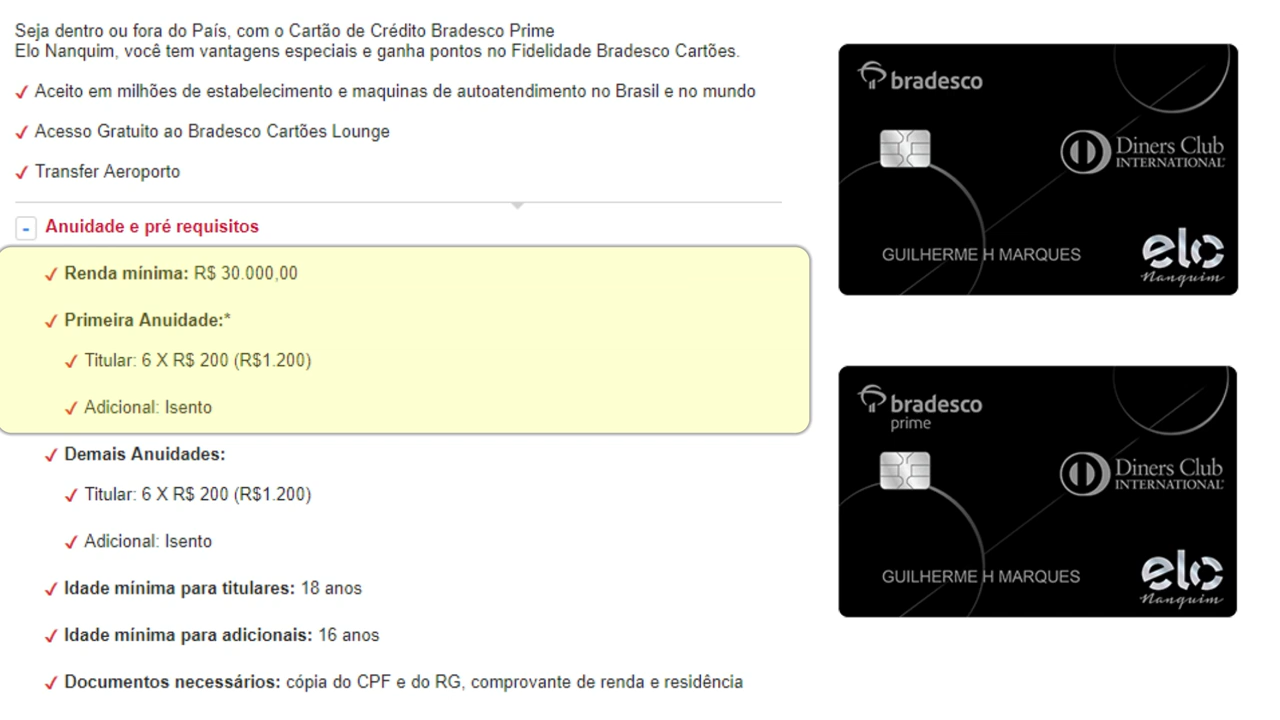 Seja dentro ou fora do País, com o Cartão de Crédito Bradesco Prime
Elo Nanquim, você tem vantagens especiais e ganha pontos no Fidelidade Bradesco Cartões.
Aceito em milhões de estabelecimento e maquinas de autoatendimento no Brasil e no mundo
Acesso Gratuito ao Bradesco Cartões Lounge
Transfer Aeroporto
- Anuidade e pré requisitos
Renda mínima: R$ 30.000,00
Primeira Anuidade:*
Titular: 6 X R$ 200 (R$1.200)
Adicional: Isento
Demais Anuidades:
Titular: 6 X R$ 200 (R$1.200)
Adicional: Isento
Idade mínima para titulares: 18 anos
Idade mínima para adicionais: 16 anos
Documentos necessários: cópia do CPF e do RG, comprovante de renda e residência
bradesco
Diners Club
INTERNATIONAL
GUILHERME H MARQUES
elo
Nanquim
bradesco
prime
Diners Club
INTERNATIONAL
GUILHERME H MARQUES
elo
Nanquim